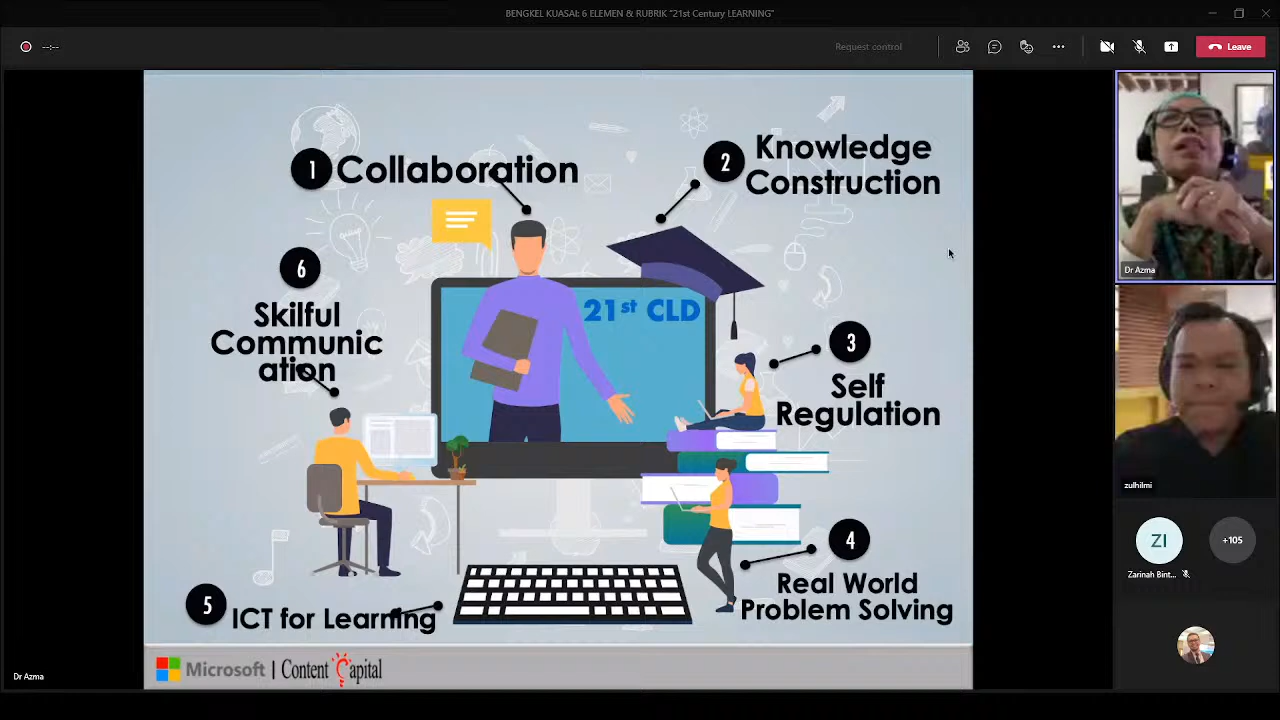 BENGKEL KUASAI: 6 ELEMEN & RUBRIK "21st Century LEARNING"
--:--
Request control
Leave
1 Collaboration
2 Knowledge
Construction
6
Skilful
Communic
ation
21st CLD
3
Self
Regulation
4
Real World
Problem Solving
5 ICT for Learning
Microsoft | Content Capital
Dr Azma
Dr Azma
zulhilmi
ZI
Zarinah Bint...
+105